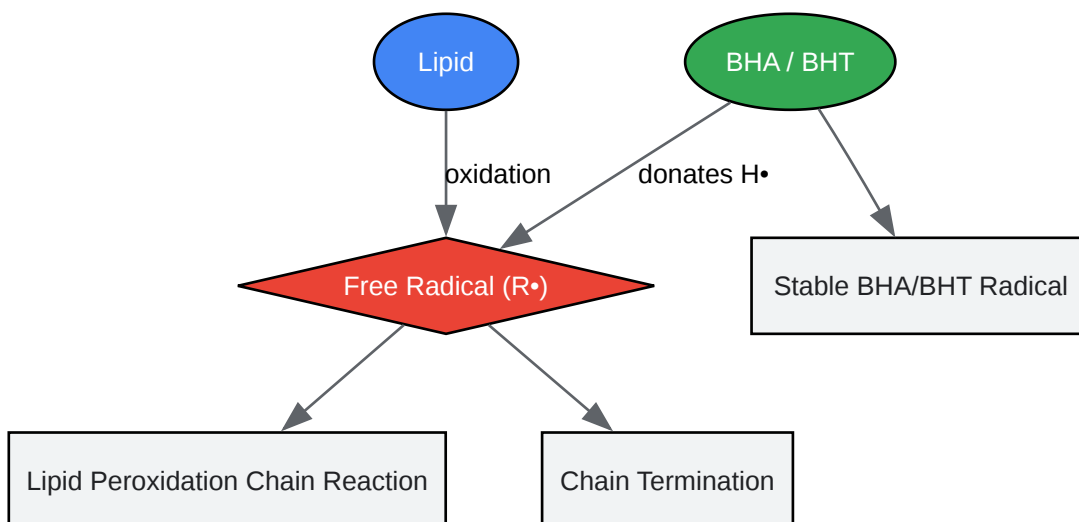 Lipid
BHA / BHT
oxidation
donates H•
Free Radical (R•)
Stable BHA/BHT Radical
Lipid Peroxidation Chain Reaction
Chain Termination